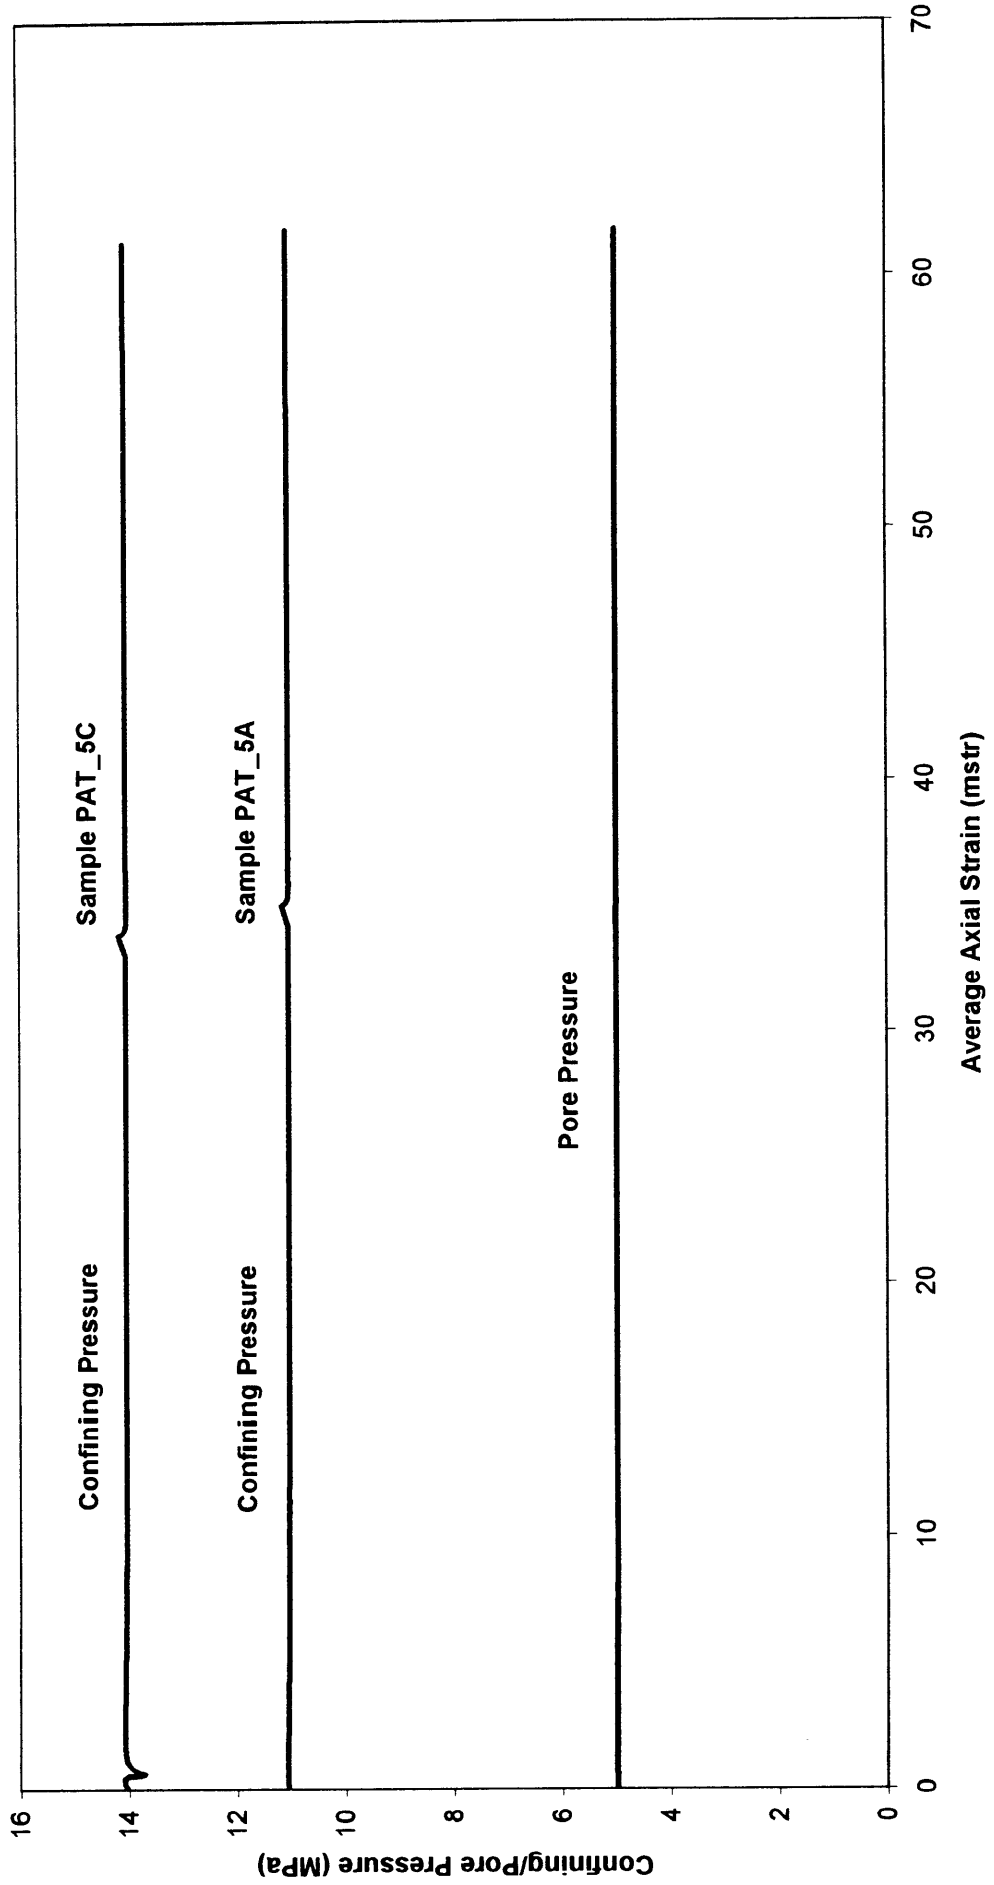 Confining/Pore Pressure (MPa)
16
14
12
10
8
6
4
2
0
Confining Pressure
Sample PAT_5C
Confining Pressure
Sample PAT_5A
Pore Pressure
0
10
20
30
40
50
60
70
Average Axial Strain (mstr)